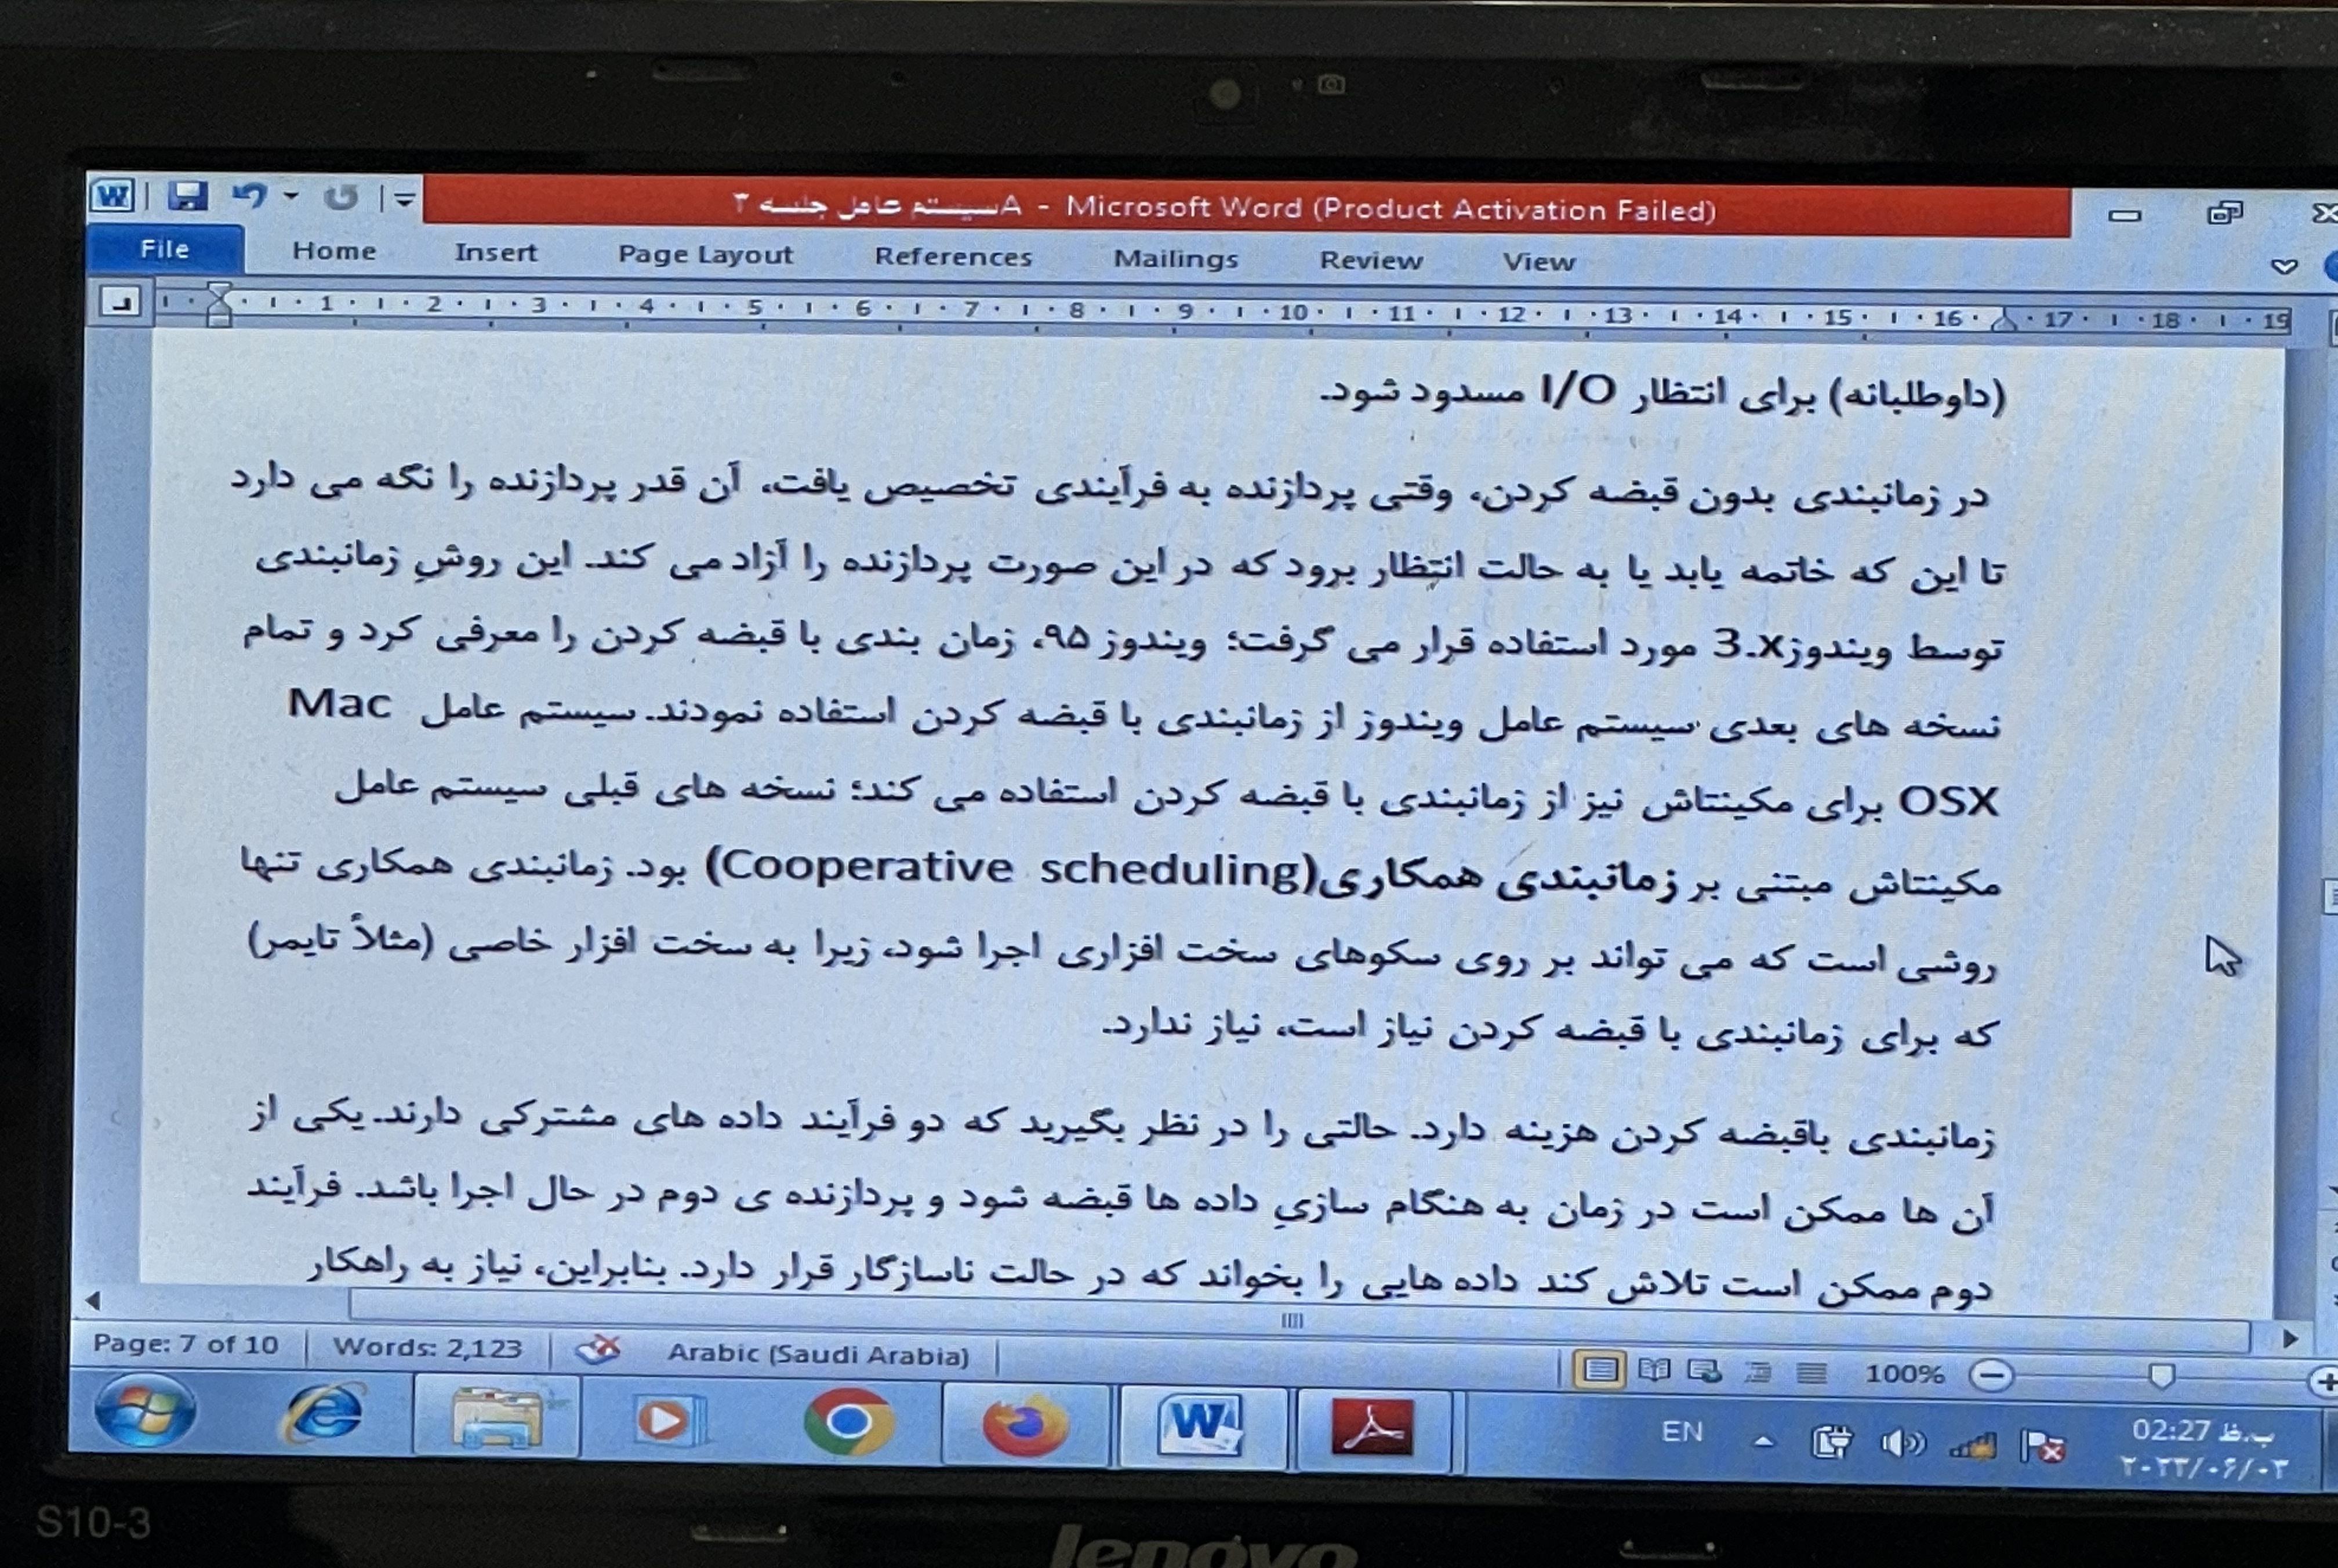 سیستم عامل جلسه ۳A - Microsoft Word (Product Activation Failed)
File Home Insert Page Layout References Mailings Review View
1 2 3 4 5 6 7 8 9 10 11 12 13 14 15 16 17 18 19
(داوطلبانه) برای انتظار I/O مسدود شود.
در زمانبندی بدون قبضه کردن، وقتی پردازنده به فرآیندی تخصیص یافت، آن قدر پردازنده را نگه می دارد
تا این که خاتمه یابد یا به حالت انتظار برود که در این صورت پردازنده را آزاد می کند. این روشِ زمانبندی
توسط ویندوز3.x مورد استفاده قرار می گرفت؛ ویندوز ۹۵، زمان بندی با قبضه کردن را معرفی کرد و تمام
نسخه های بعدی سیستم عامل ویندوز از زمانبندی با قبضه کردن استفاده نمودند. سیستم عامل Mac
OSX برای مکینتاش نیز از زمانبندی با قبضه کردن استفاده می کند؛ نسخه های قبلی سیستم عامل
مکینتاش مبتنی بر زمانبندی همکاری(Cooperative scheduling) بود. زمانبندی همکاری تنها
روشی است که می تواند بر روی سکوهای سخت افزاری اجرا شود، زیرا به سخت افزار خاصی (مثلاً تایمر)
که برای زمانبندی با قبضه کردن نیاز است، نیاز ندارد.
زمانبندی باقبضه کردن هزینه دارد. حالتی را در نظر بگیرید که دو فرآیند داده های مشترکی دارند. یکی از
آن ها ممکن است در زمان به هنگام سازیِ داده ها قبضه شود و پردازنده ی دوم در حال اجرا باشد. فرآیند
دوم ممکن است تلاش کند داده هایی را بخواند که در حالت ناسازگار قرار دارد. بنابراین، نیاز به راهکار
Page: 7 of 10 Words: 2,123 Arabic (Saudi Arabia) 100%
EN 02:27 ب.ظ
۲۰۲۳/۰۶/۰۳
S10-3
lenovo